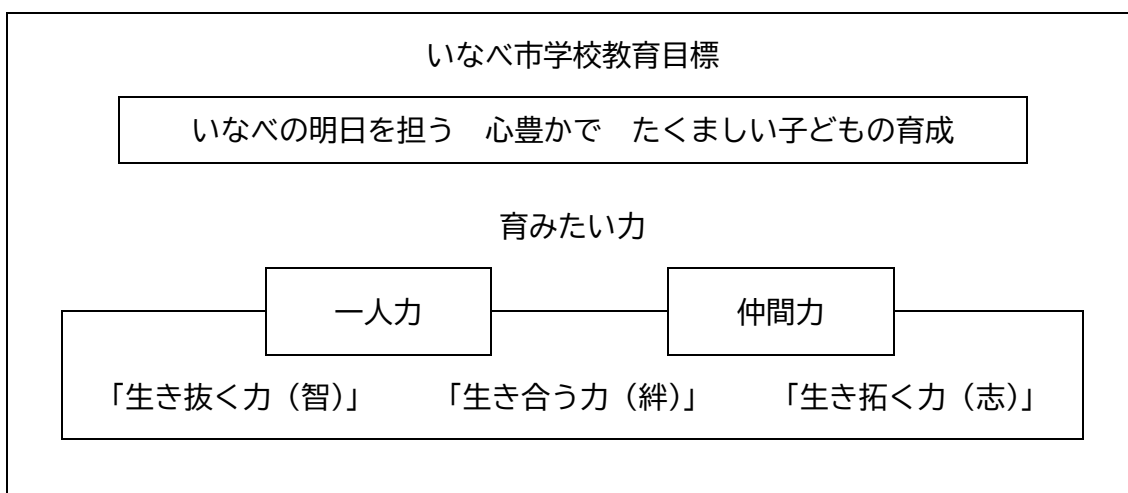 いなべ市学校教育目標
いなべの明日を担う　心豊かで　たくましい子どもの育成
育みたい力
一人力　仲間力
「生き抜く力（智）」　「生き合う力（絆）」　「生き拓く力（志）」